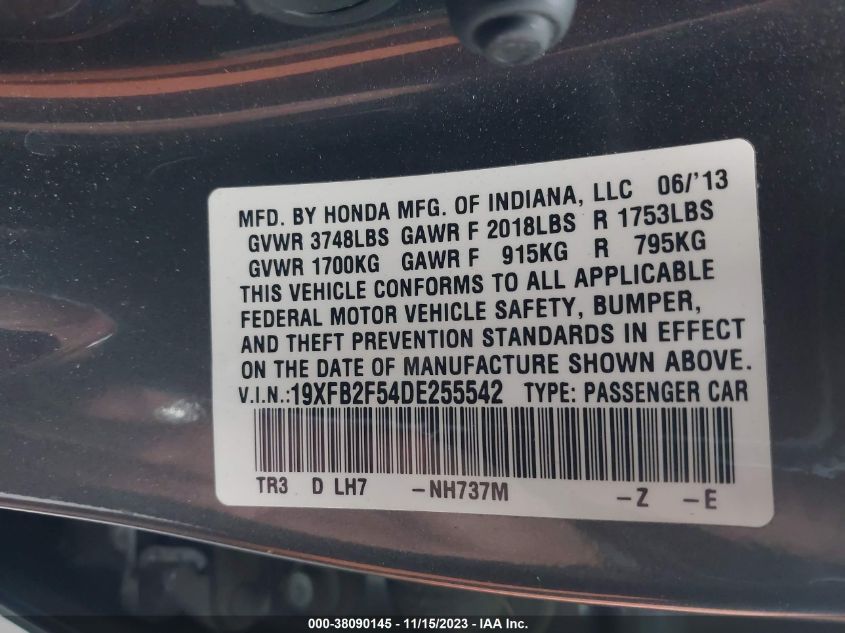 MFD. BY HONDA MFG. OF INDIANA, LLC 06/'13
GVWR 3748LBS GAWR F 2018LBS R 1753LBS
GVWR 1700KG GAWR F 915KG R 795KG
THIS VEHICLE CONFORMS TO ALL APPLICABLE
FEDERAL MOTOR VEHICLE SAFETY, BUMPER,
AND THEFT PREVENTION STANDARDS IN EFFECT
ON THE DATE OF MANUFACTURE SHOWN ABOVE.
V.I.N.:19XFB2F54DE255542 TYPE: PASSENGER CAR
TR3 D LH7 -NH737M -Z -E
000-38090145 - 11/15/2023 - IAA Inc.